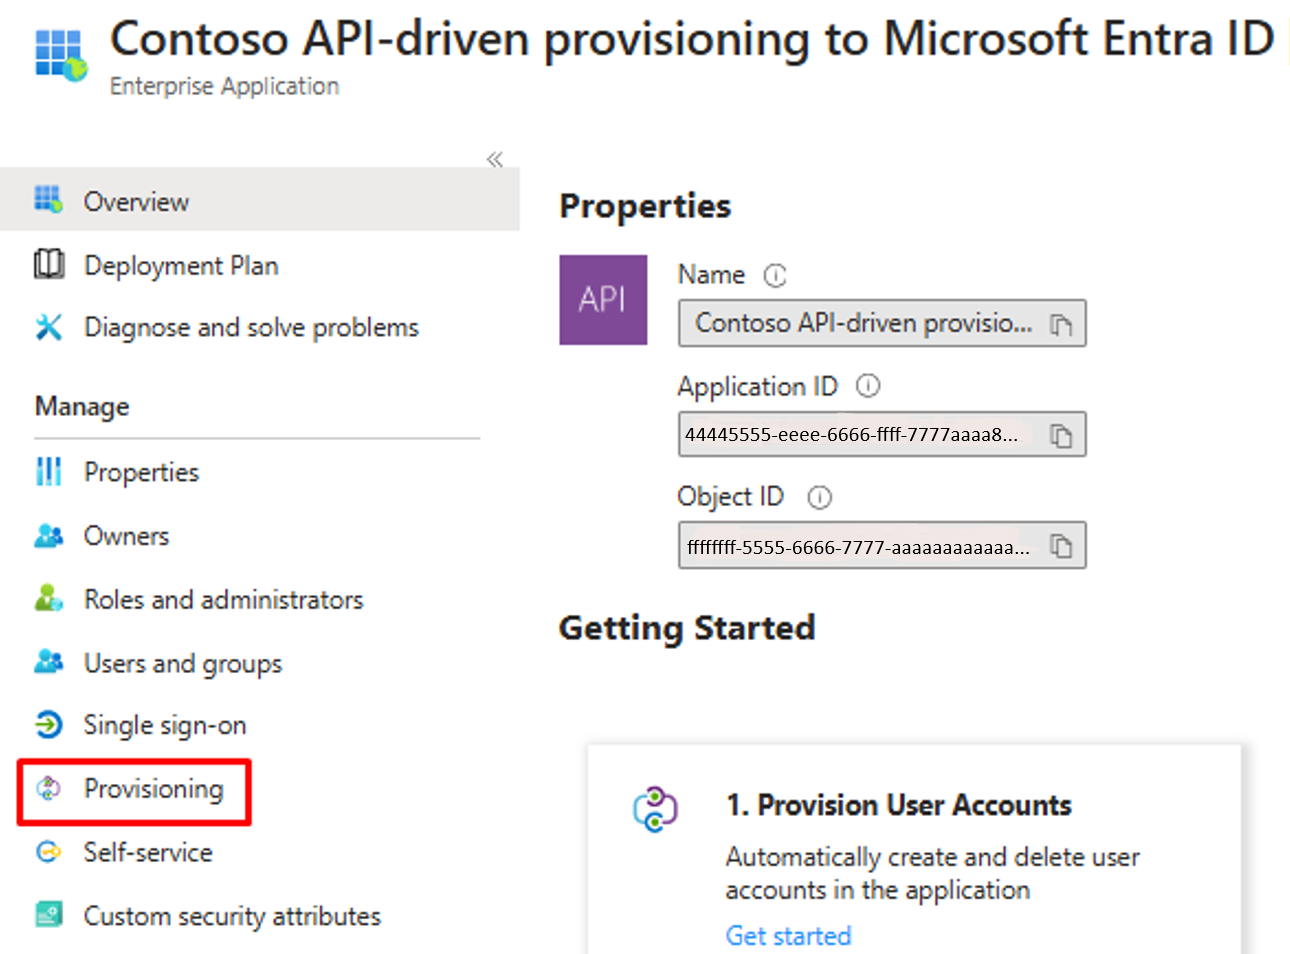 Contoso API-driven provisioning to Microsoft Entra ID
Enterprise Application
Overview
Deployment Plan
Diagnose and solve problems
Manage
Properties
Owners
Roles and administrators
Users and groups
Single sign-on
Provisioning
Self-service
Custom security attributes
Properties
API
Name
Contoso API-driven provisio...
Application ID
44445555-eeee-6666-ffff-7777aaaa8...
Object ID
ffffffff-5555-6666-7777-aaaaaaaaaaaa...
Getting Started
1. Provision User Accounts
Automatically create and delete user
accounts in the application
Get started